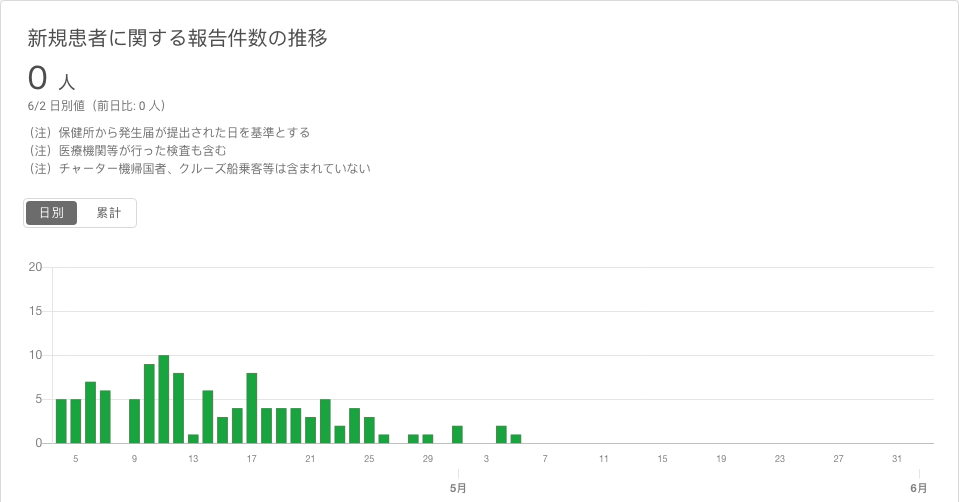 新規患者に関する報告件数の推移
0 人
6/2 日別値（前日比: 0 人）
（注）保健所から発生届が提出された日を基準とする
（注）医療機関等が行った検査も含む
（注）チャーター機帰国者、クルーズ船乗客等は含まれていない
日別 累計
20
15
10
5
0
5 9 13 17 21 25 29 3 7 11 15 19 23 27 31
5月 6月